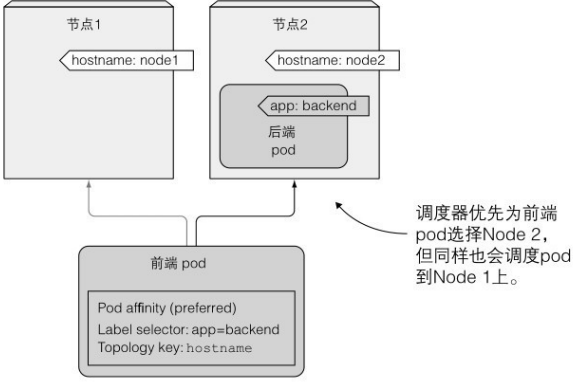 节点1
节点2
hostname: node1
hostname: node2
app: backend
后端
pod
调度器优先为前端
pod选择Node 2，
但同样也会调度pod
到Node 1上。
前端 pod
Pod affinity (preferred)
Label selector: app=backend
Topology key: hostname